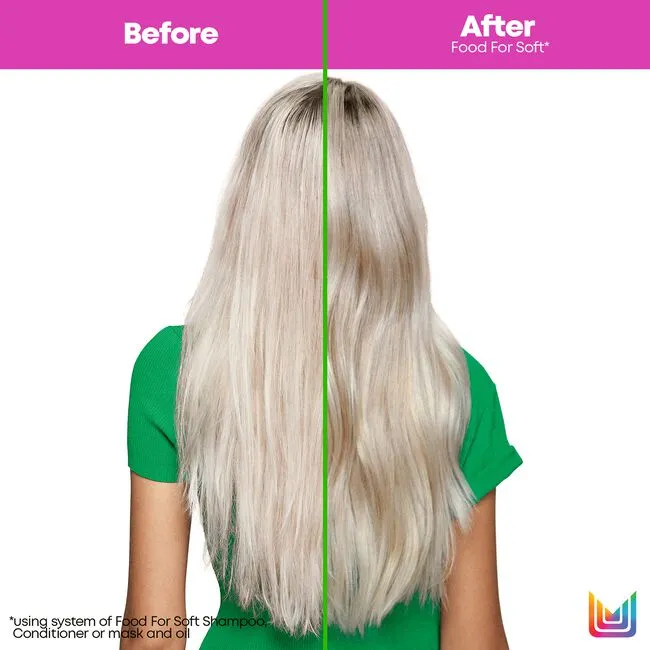 Before
After
Food For Soft*
*using system of Food For Soft Shampoo,
Conditioner or mask and oil